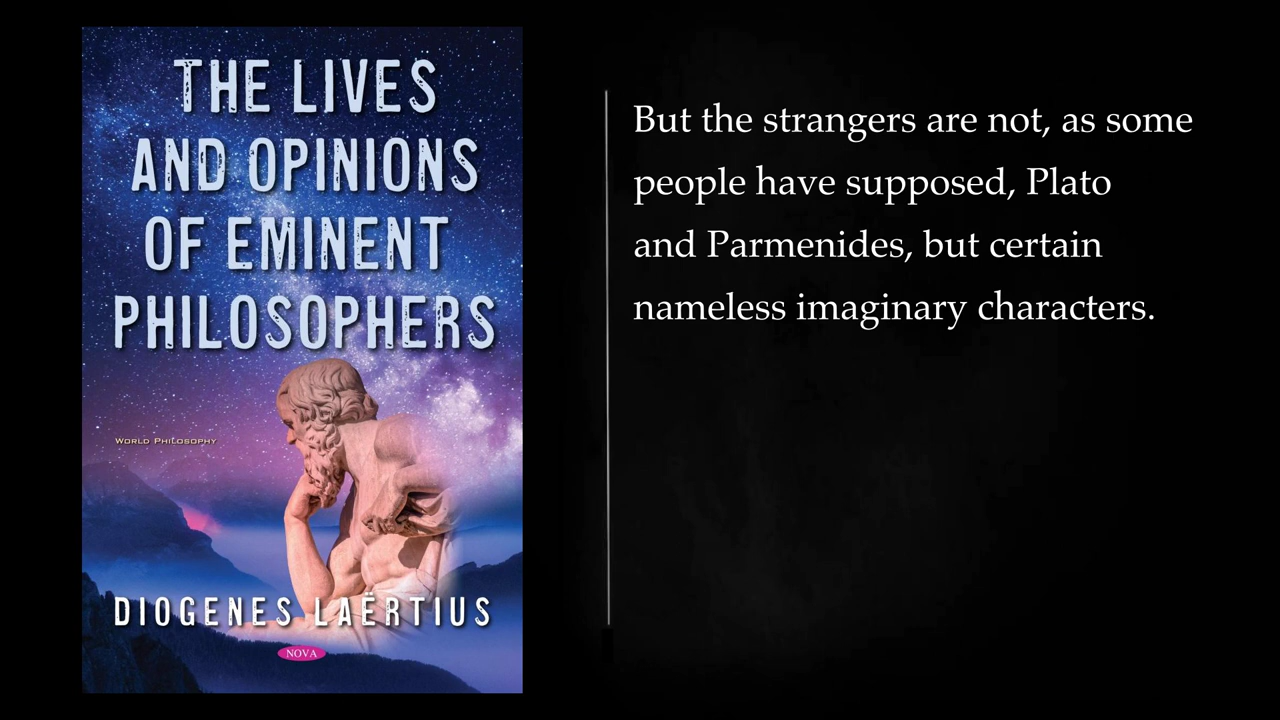 THE LIVES
AND OPINIONS
OF EMINENT
PHILOSOPHERS
WORLD PHILOSOPHY
DIOGENES LAËRTIUS
NOVA
But the strangers are not, as some
people have supposed, Plato
and Parmenides, but certain
nameless imaginary characters.